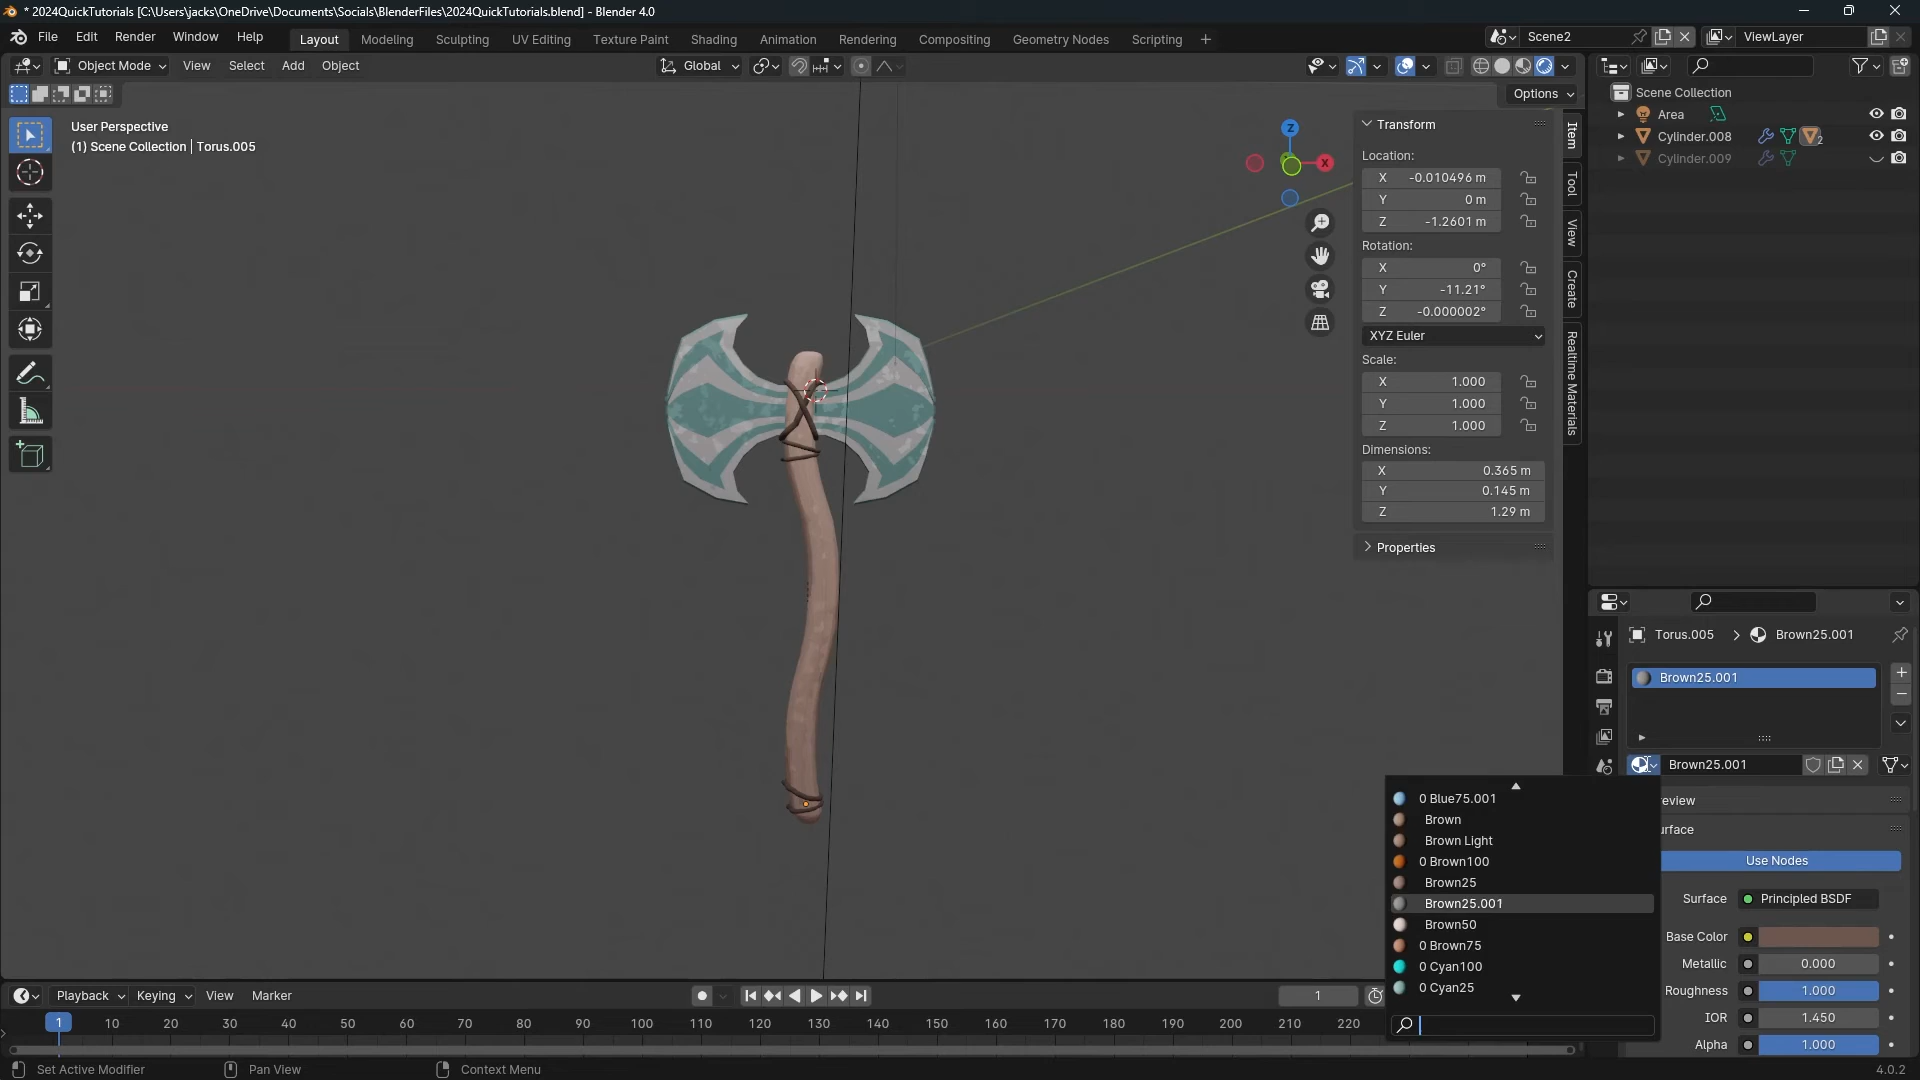 * 2024QuickTutorials [C:\Users\jacks\OneDrive\Documents\Socials\BlenderFiles\2024QuickTutorials.blend] - Blender 4.0
File Edit Render Window Help Layout Modeling Sculpting UV Editing Texture Paint Shading Animation Rendering Compositing Geometry Nodes Scripting + Scene2 ViewLayer
Object Mode View Select Add Object Global
Options
User Perspective
(1) Scene Collection | Torus.005
Z
X
Transform
Location:
X -0.010496 m
Y 0 m
Z -1.2601 m
Rotation:
X 0°
Y -11.21°
Z -0.000002°
XYZ Euler
Scale:
X 1.000
Y 1.000
Z 1.000
Dimensions:
X 0.365 m
Y 0.145 m
Z 1.29 m
Properties
Item
Tool
View
Create
Realtime Materials
Scene Collection
Area
Cylinder.008 2
Cylinder.009
Torus.005 > Brown25.001
Brown25.001
Brown25.001
eview
urface
Use Nodes
Surface Principled BSDF
Base Color
Metallic 0.000
Roughness 1.000
IOR 1.450
Alpha 1.000
0 Blue75.001
Brown
Brown Light
0 Brown100
Brown25
Brown25.001
Brown50
0 Brown75
0 Cyan100
0 Cyan25
Playback Keying View Marker 1
1 10 20 30 40 50 60 70 80 90 100 110 120 130 140 150 160 170 180 190 200 210 220
Set Active Modifier Pan View Context Menu 4.0.2